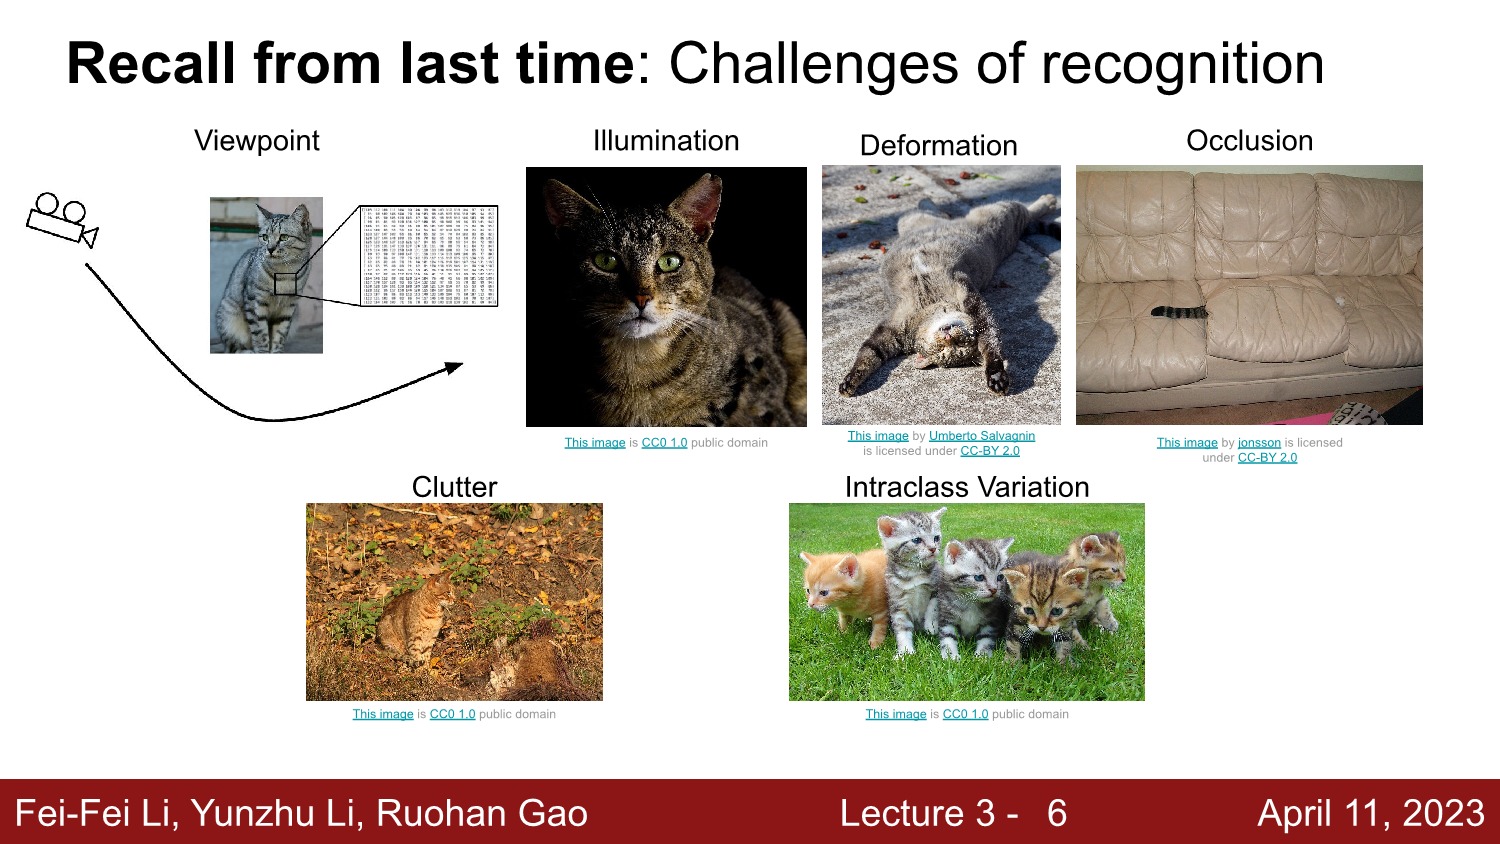 Recall from last time: Challenges of recognition
Viewpoint
Illumination
Deformation
Occlusion
This image is CC0 1.0 public domain
This image by Umberto Salvagnin
is licensed under CC-BY 2.0
This image by jonsson is licensed
under CC-BY 2.0
Clutter
Intraclass Variation
This image is CC0 1.0 public domain
This image is CC0 1.0 public domain
Fei-Fei Li, Yunzhu Li, Ruohan Gao
Lecture 3 - 6
April 11, 2023